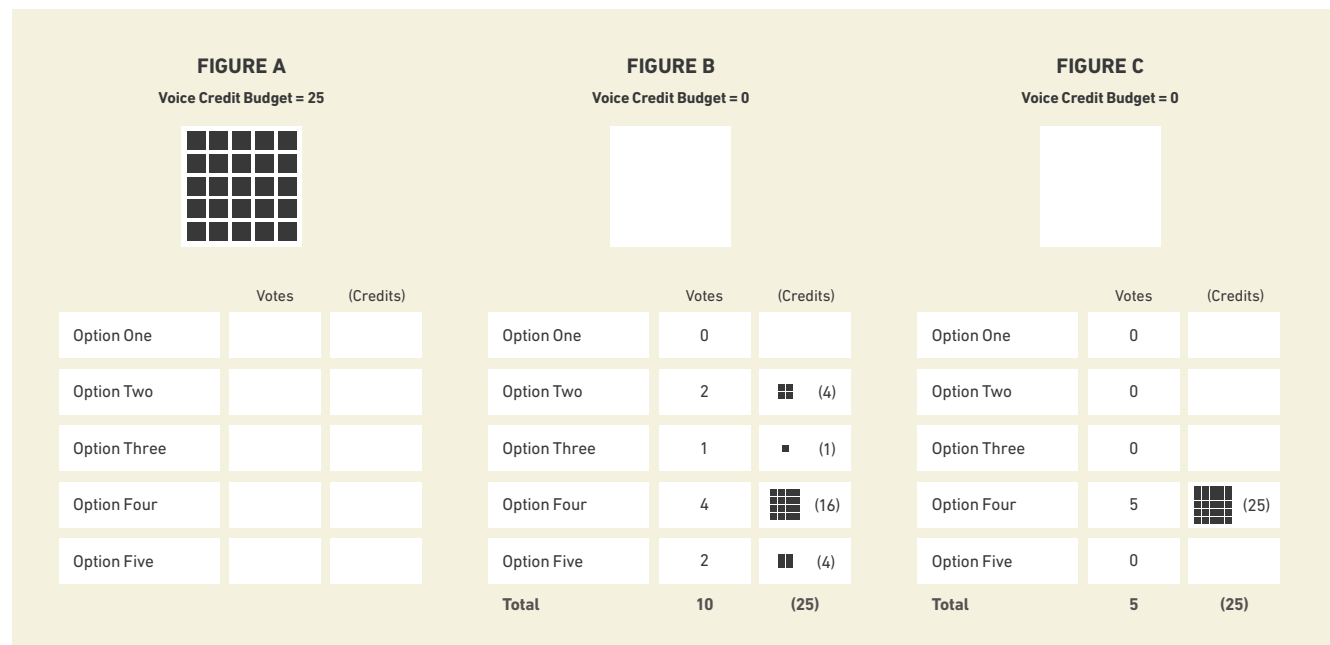 FIGURE A
Voice Credit Budget = 25
Votes (Credits)
Option One
Option Two
Option Three
Option Four
Option Five
FIGURE B
Voice Credit Budget = 0
Votes (Credits)
Option One 0
Option Two 2 (4)
Option Three 1 (1)
Option Four 4 (16)
Option Five 2 (4)
Total 10 (25)
FIGURE C
Voice Credit Budget = 0
Votes (Credits)
Option One 0
Option Two 0
Option Three 0
Option Four 5 (25)
Option Five 0
Total 5 (25)